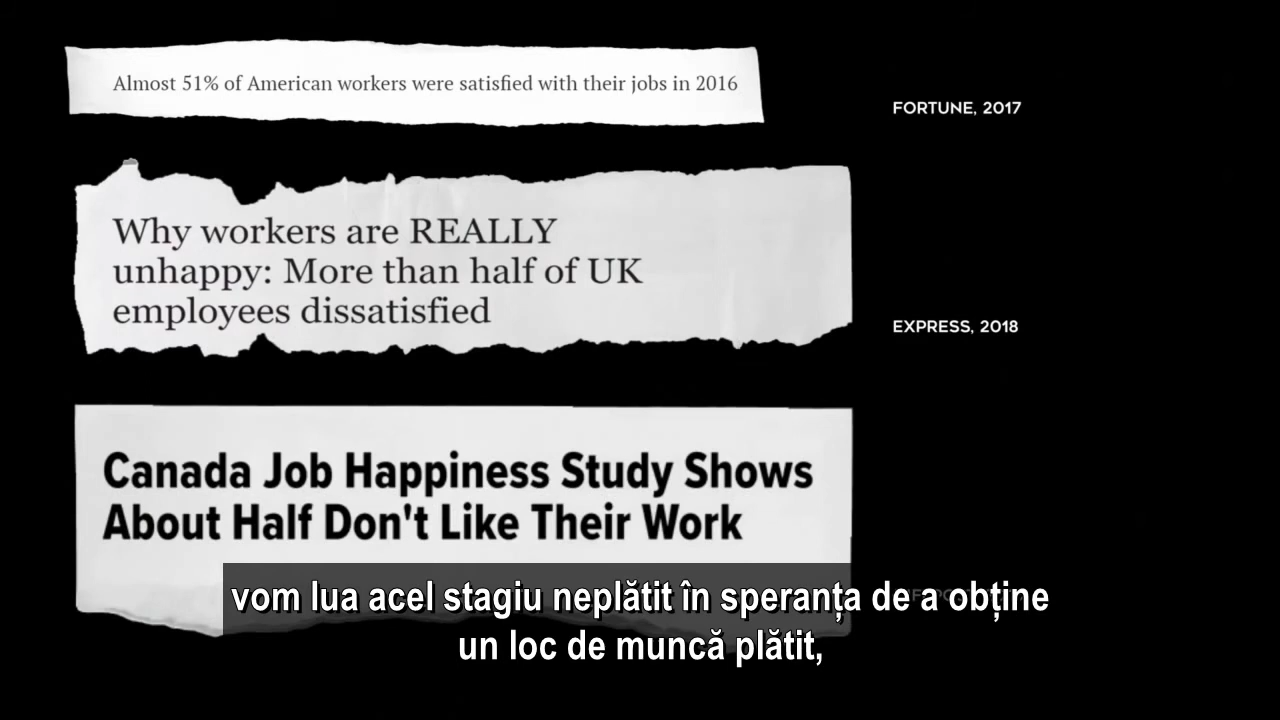 Almost 51% of American workers were satisfied with their jobs in 2016
FORTUNE, 2017
Why workers are REALLY
unhappy: More than half of UK
employees dissatisfied
EXPRESS, 2018
Canada Job Happiness Study Shows
About Half Don't Like Their Work
vom lua acel stagiu neplătit în speranța de a obține
un loc de muncă plătit,